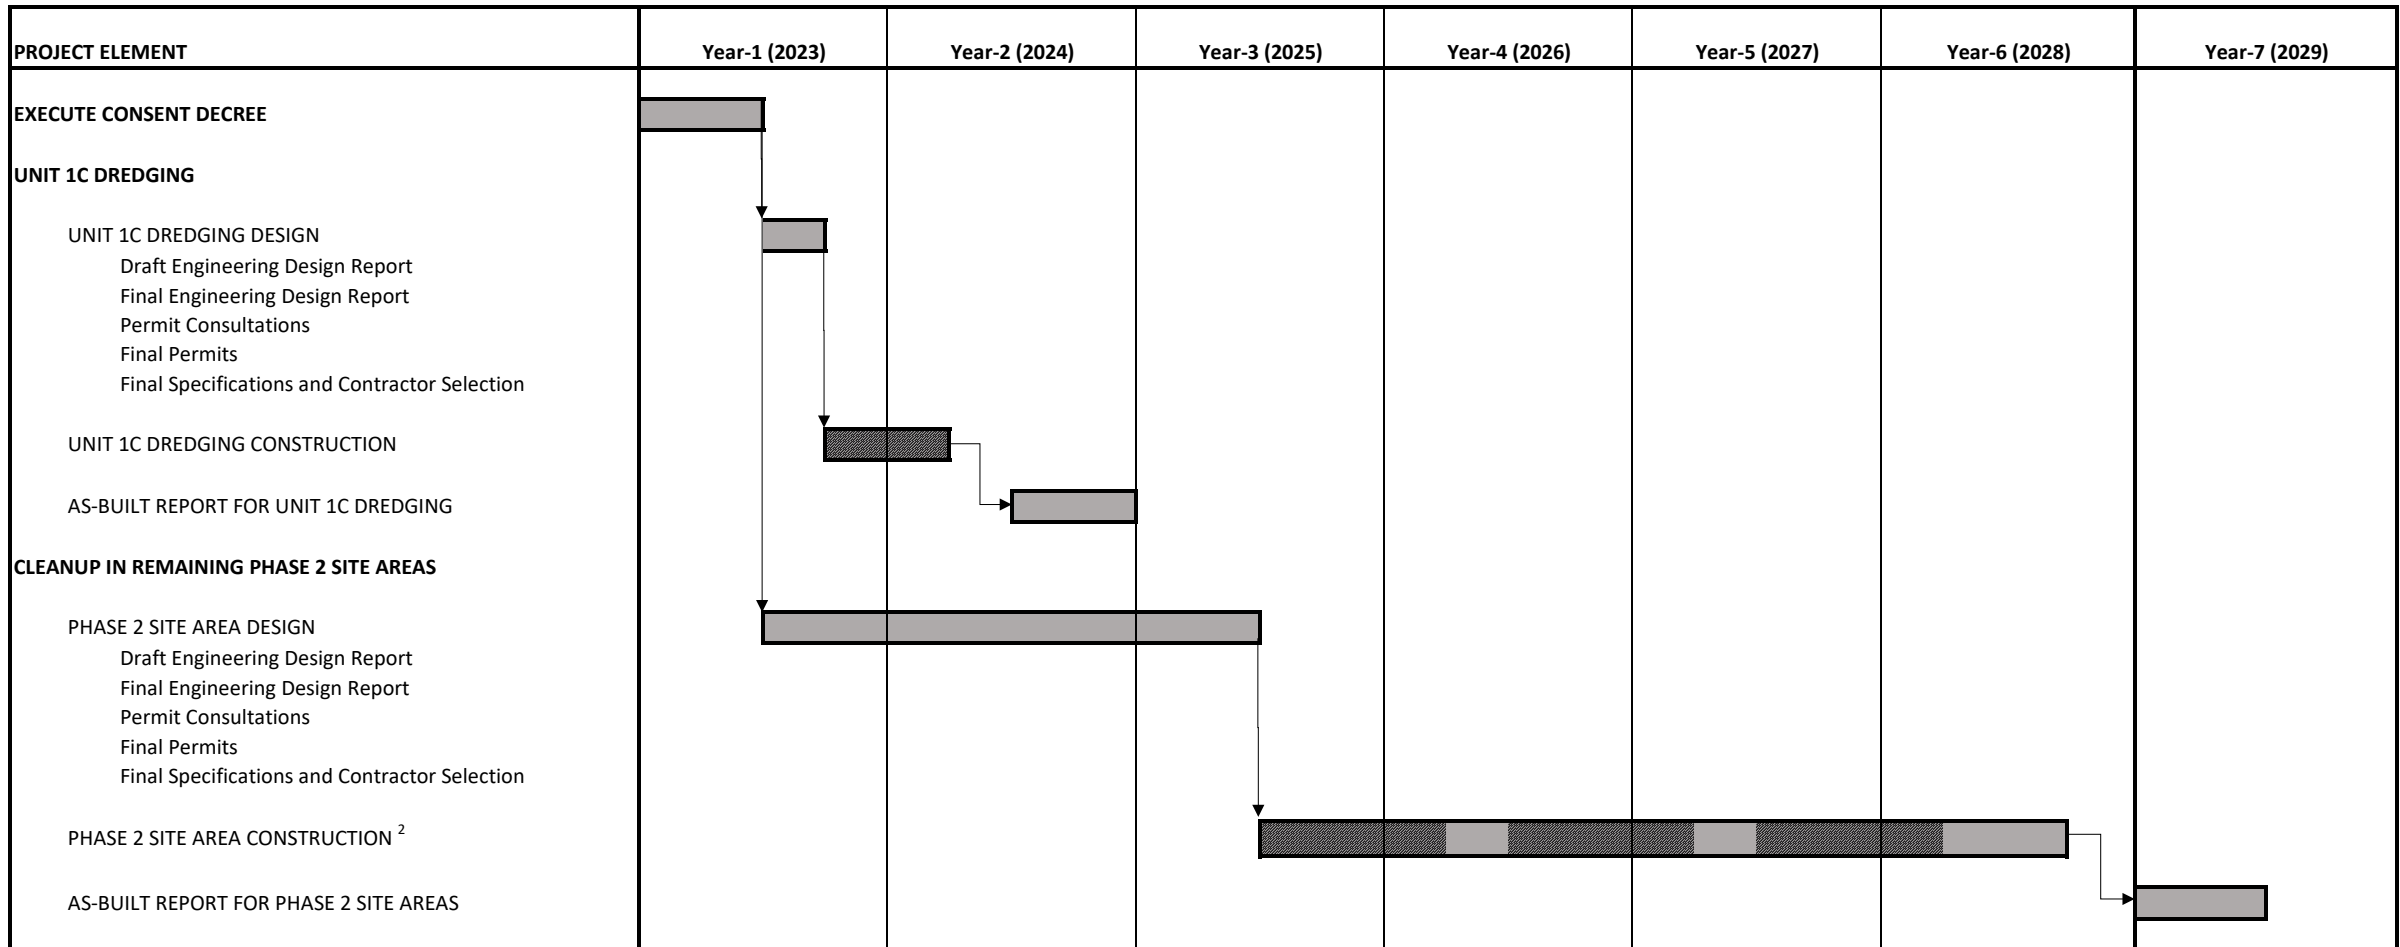 PROJECT ELEMENT Year-1 (2023) Year-2 (2024) Year-3 (2025) Year-4 (2026) Year-5 (2027) Year-6 (2028) Year-7 (2029)
EXECUTE CONSENT DECREE
UNIT 1C DREDGING
UNIT 1C DREDGING DESIGN
Draft Engineering Design Report
Final Engineering Design Report
Permit Consultations
Final Permits
Final Specifications and Contractor Selection
UNIT 1C DREDGING CONSTRUCTION
AS-BUILT REPORT FOR UNIT 1C DREDGING
CLEANUP IN REMAINING PHASE 2 SITE AREAS
PHASE 2 SITE AREA DESIGN
Draft Engineering Design Report
Final Engineering Design Report
Permit Consultations
Final Permits
Final Specifications and Contractor Selection
PHASE 2 SITE AREA CONSTRUCTION 2
AS-BUILT REPORT FOR PHASE 2 SITE AREAS